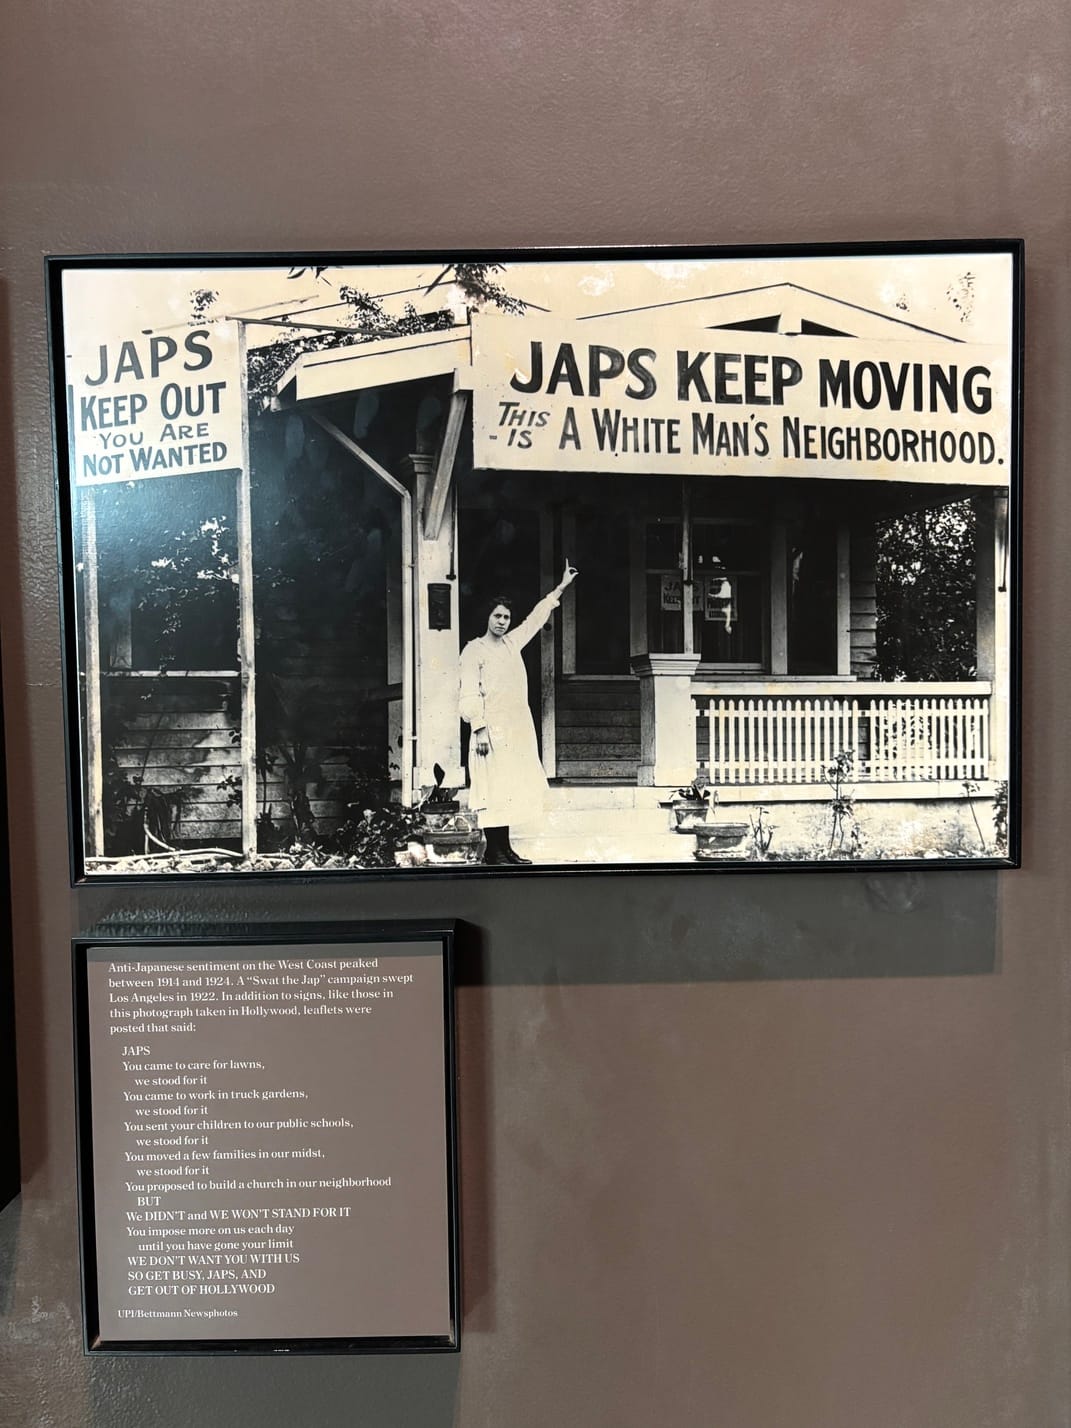 JAPS
KEEP OUT
YOU ARE
NOT WANTED
JAPS KEEP MOVING
THIS IS A WHITE MAN'S NEIGHBORHOOD.
Anti-Japanese sentiment on the West Coast peaked
between 1914 and 1924. A “Swat the Jap” campaign swept
Los Angeles in 1922. In addition to signs, like those in
this photograph taken in Hollywood, leaflets were
posted that said:
JAPS
You came to care for lawns,
we stood for it
You came to work in truck gardens,
we stood for it
You sent your children to our public schools,
we stood for it
You moved a few families in our midst,
we stood for it
You proposed to build a church in our neighborhood
BUT
We DIDN'T and WE WON'T STAND FOR IT
You impose more on us each day
until you have gone your limit
WE DON'T WANT YOU WITH US
SO GET BUSY, JAPS, AND
GET OUT OF HOLLYWOOD
UPI/Bettmann Newsphotos